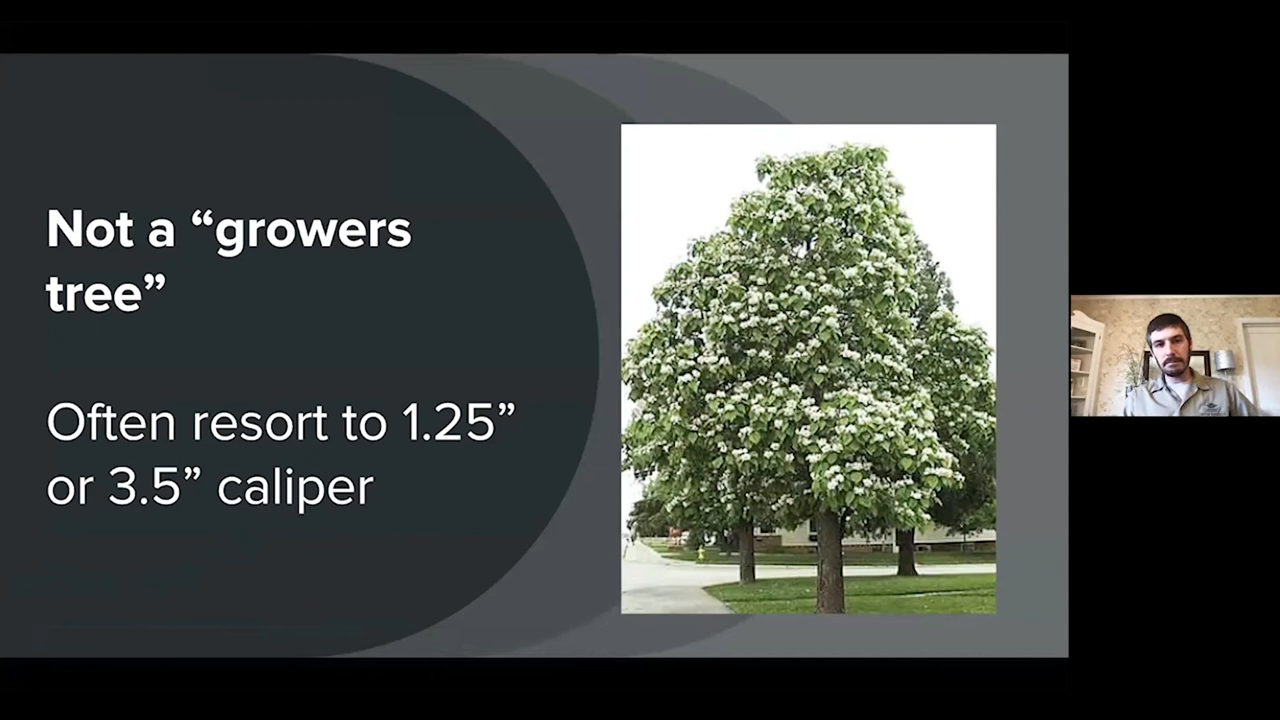 Not a “growers
tree”
Often resort to 1.25”
or 3.5” caliper